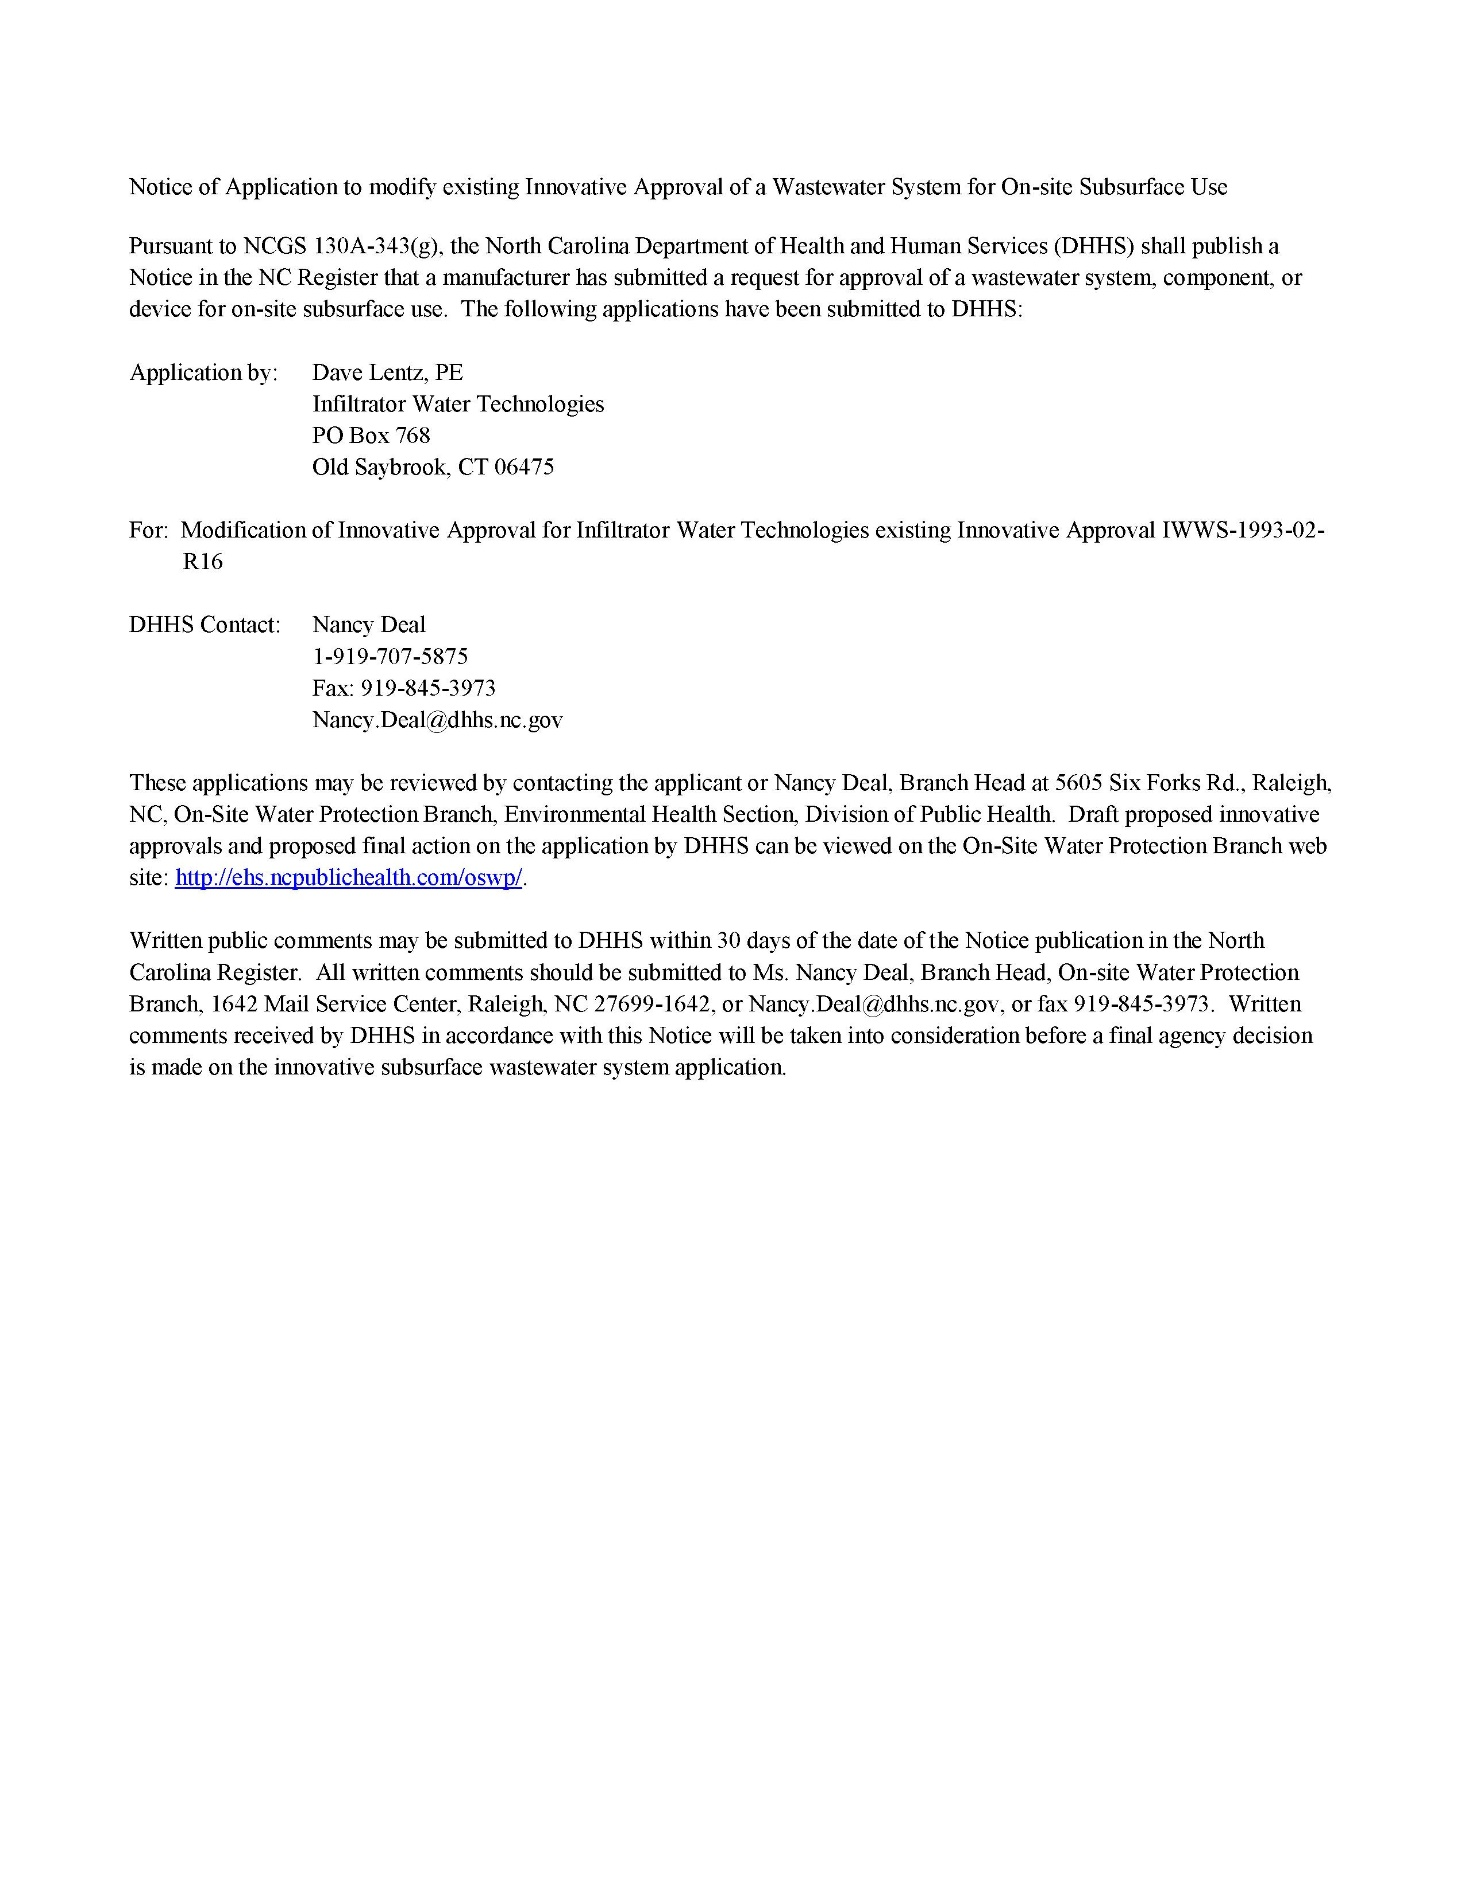 Notice of Application to modify existing Innovative Approval of a Wastewater System for On-site Subsurface Use
Pursuant to NCGS 130A-343(g), the North Carolina Department of Health and Human Services (DHHS) shall publish a
Notice in the NC Register that a manufacturer has submitted a request for approval of a wastewater system, component, or
device for on-site subsurface use.  The following applications have been submitted to DHHS:
Application by: Dave Lentz, PE
Infiltrator Water Technologies
PO Box 768
Old Saybrook, CT 06475
For:  Modification of Innovative Approval for Infiltrator Water Technologies existing Innovative Approval IWWS-1993-02-
R16
DHHS Contact: Nancy Deal
1-919-707-5875
Fax: 919-845-3973
Nancy.Deal@dhhs.nc.gov
These applications may be reviewed by contacting the applicant or Nancy Deal, Branch Head at 5605 Six Forks Rd., Raleigh,
NC, On-Site Water Protection Branch, Environmental Health Section, Division of Public Health.  Draft proposed innovative
approvals and proposed final action on the application by DHHS can be viewed on the On-Site Water Protection Branch web
site: http://ehs.ncpublichealth.com/oswp/.
Written public comments may be submitted to DHHS within 30 days of the date of the Notice publication in the North
Carolina Register.  All written comments should be submitted to Ms. Nancy Deal, Branch Head, On-site Water Protection
Branch, 1642 Mail Service Center, Raleigh, NC 27699-1642, or Nancy.Deal@dhhs.nc.gov, or fax 919-845-3973.  Written
comments received by DHHS in accordance with this Notice will be taken into consideration before a final agency decision
is made on the innovative subsurface wastewater system application.